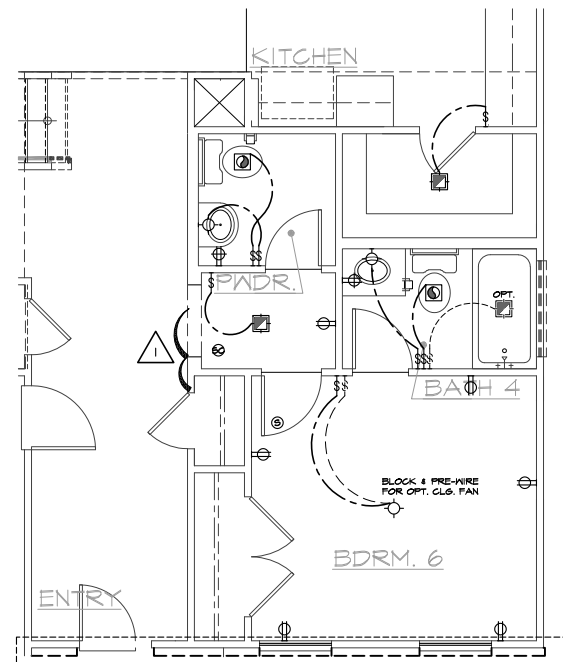 KITCHEN
PWDR.
OPT.
1
BATH 4
BLOCK & PRE-WIRE
FOR OPT. CLG. FAN
BDRM. 6
ENTRY